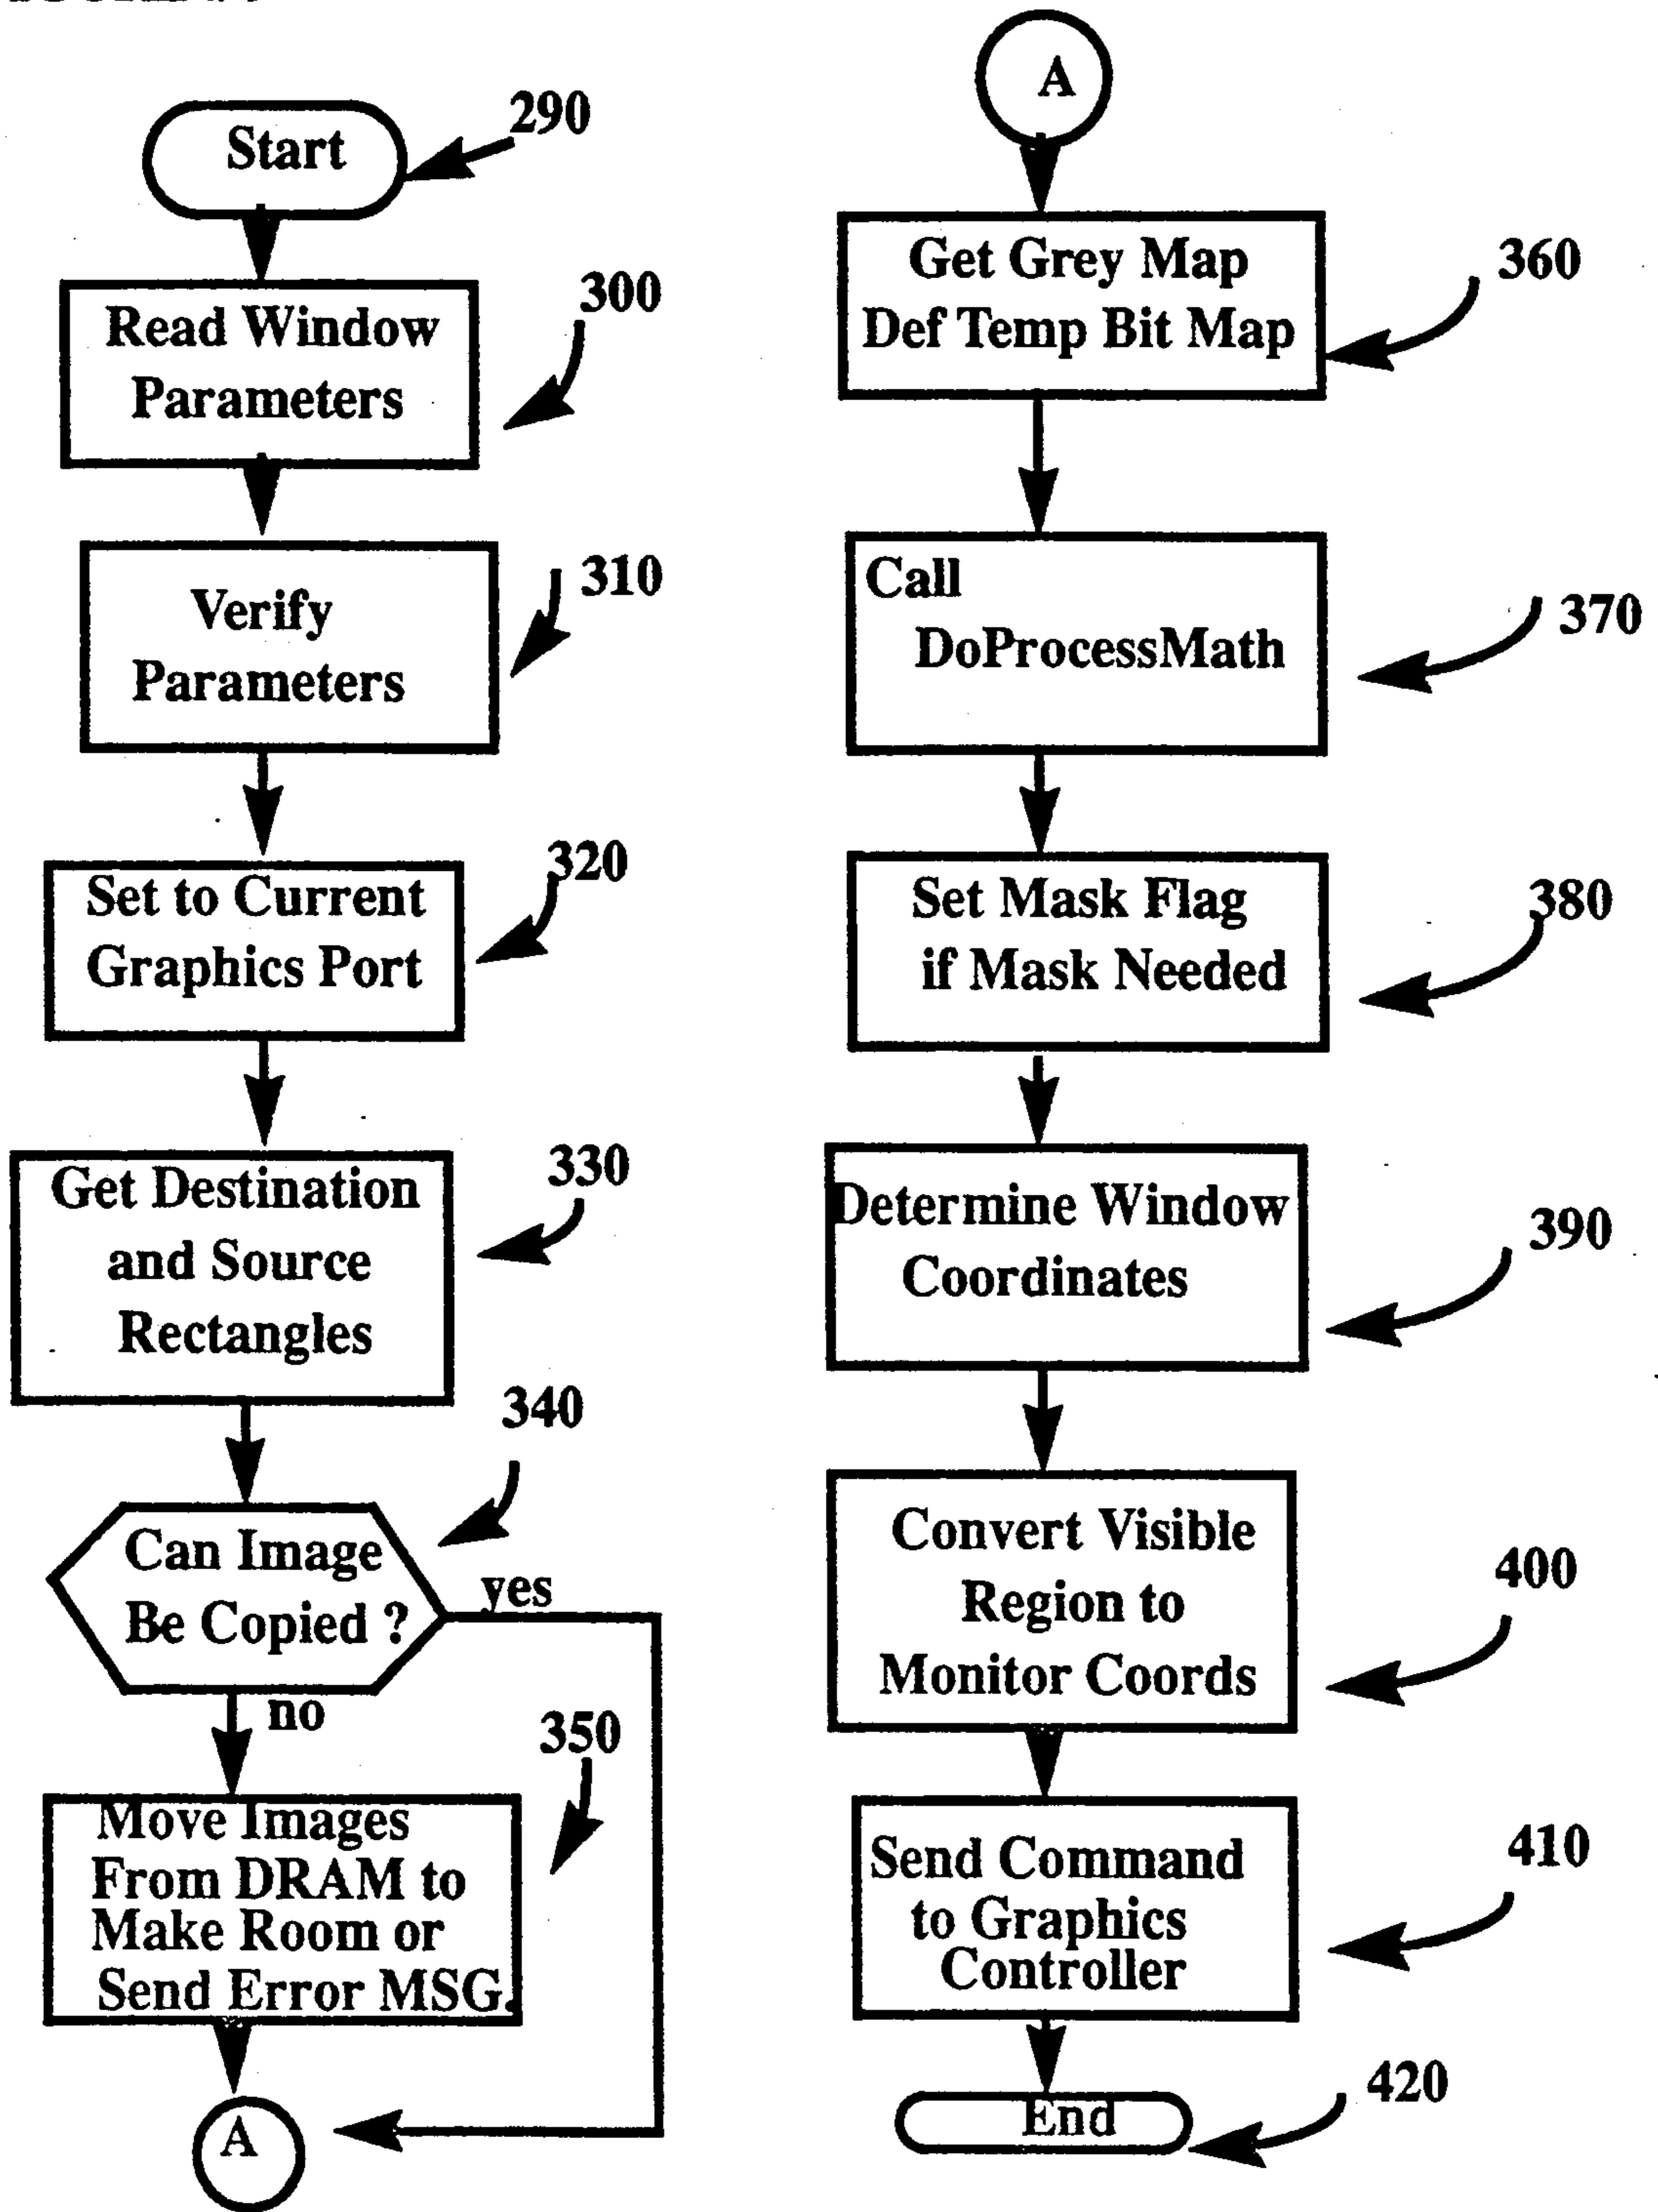 Start
290
Read Window
Parameters
300
Verify
Parameters
310
Set to Current
Graphics Port
320
Get Destination
and Source
Rectangles
330
Can Image
Be Copied ?
340
yes
no
Move Images
From DRAM to
Make Room or
Send Error MSG.
350
A
A
Get Grey Map
Def Temp Bit Map
360
Call
DoProcessMath
370
Set Mask Flag
if Mask Needed
380
Determine Window
Coordinates
390
Convert Visible
Region to
Monitor Coords
400
Send Command
to Graphics
Controller
410
End
420